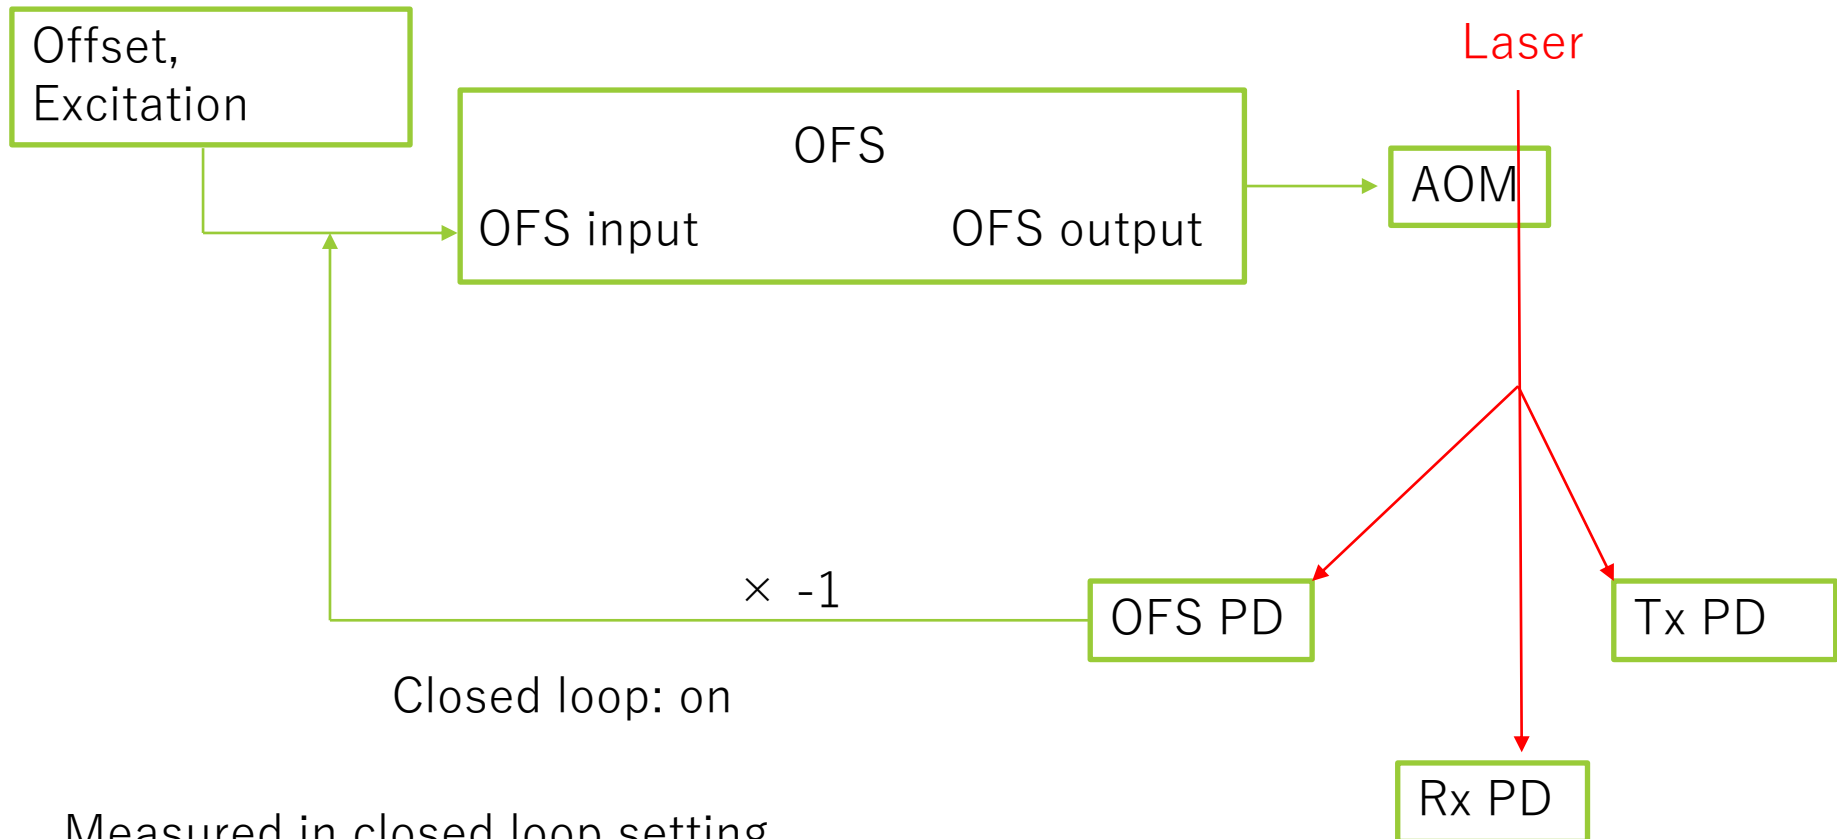 Offset,
Excitation
Laser
OFS
AOM
OFS input
OFS output
× -1
OFS PD
Tx PD
Closed loop: on
Rx PD
Measured in closed loop setting